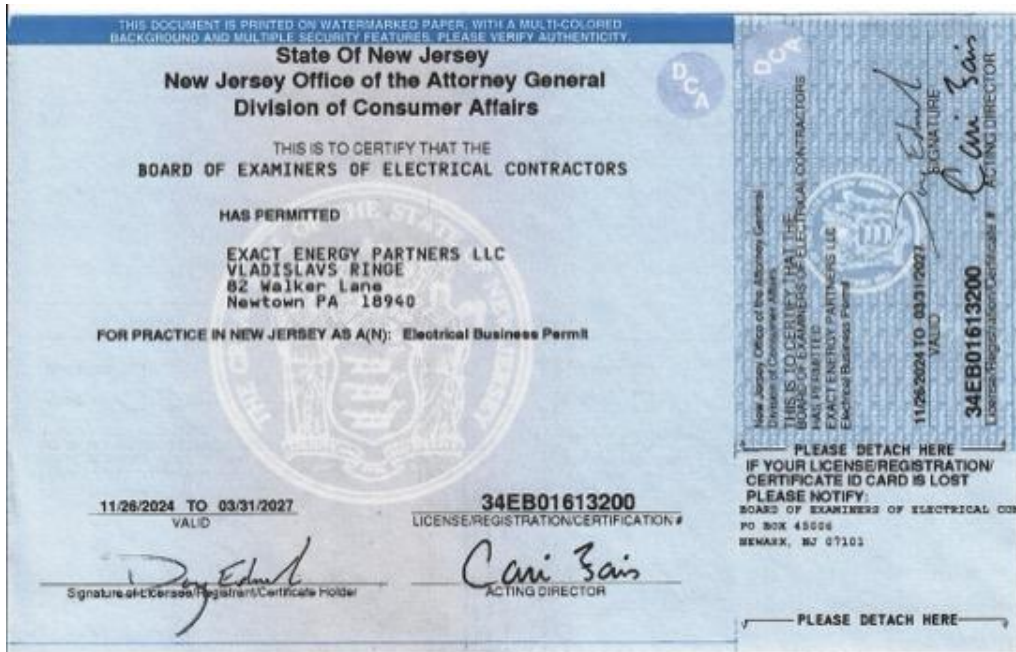 THIS DOCUMENT IS PRINTED ON WATERMARKED PAPER, WITH A MULTI-COLORED
BACKGROUND AND MULTIPLE SECURITY FEATURES. PLEASE VERIFY AUTHENTICITY.
State Of New Jersey
New Jersey Office of the Attorney General
Division of Consumer Affairs
DCA
THIS IS TO CERTIFY THAT THE
BOARD OF EXAMINERS OF ELECTRICAL CONTRACTORS
HAS PERMITTED
EXACT ENERGY PARTNERS LLC
VLADISLAVS RINGE
82 Walker Lane
Newtown PA 18940
FOR PRACTICE IN NEW JERSEY AS A(N): Electrical Business Permit
11/26/2024 TO 03/31/2027
VALID
34EB01613200
LICENSE/REGISTRATION/CERTIFICATION #
Signature of Licensee/Registrant/Certificate Holder
Cari Fais
ACTING DIRECTOR
DCA
New Jersey Office of the Attorney General
Division of Consumer Affairs
THIS IS TO CERTIFY THAT THE
BOARD OF EXAMINERS OF ELECTRICAL CONTRACTORS
HAS PERMITTED
EXACT ENERGY PARTNERS LLC
Electrical Business Permit
11/26/2024 TO 03/31/2027
VALID
SIGNATURE
34EB01613200
License/Registration/Certificate #
Cari Fais
ACTING DIRECTOR
PLEASE DETACH HERE
IF YOUR LICENSE/REGISTRATION/
CERTIFICATE ID CARD IS LOST
PLEASE NOTIFY:
BOARD OF EXAMINERS OF ELECTRICAL CO
PO BOX 45006
NEWARK, NJ 07101
PLEASE DETACH HERE